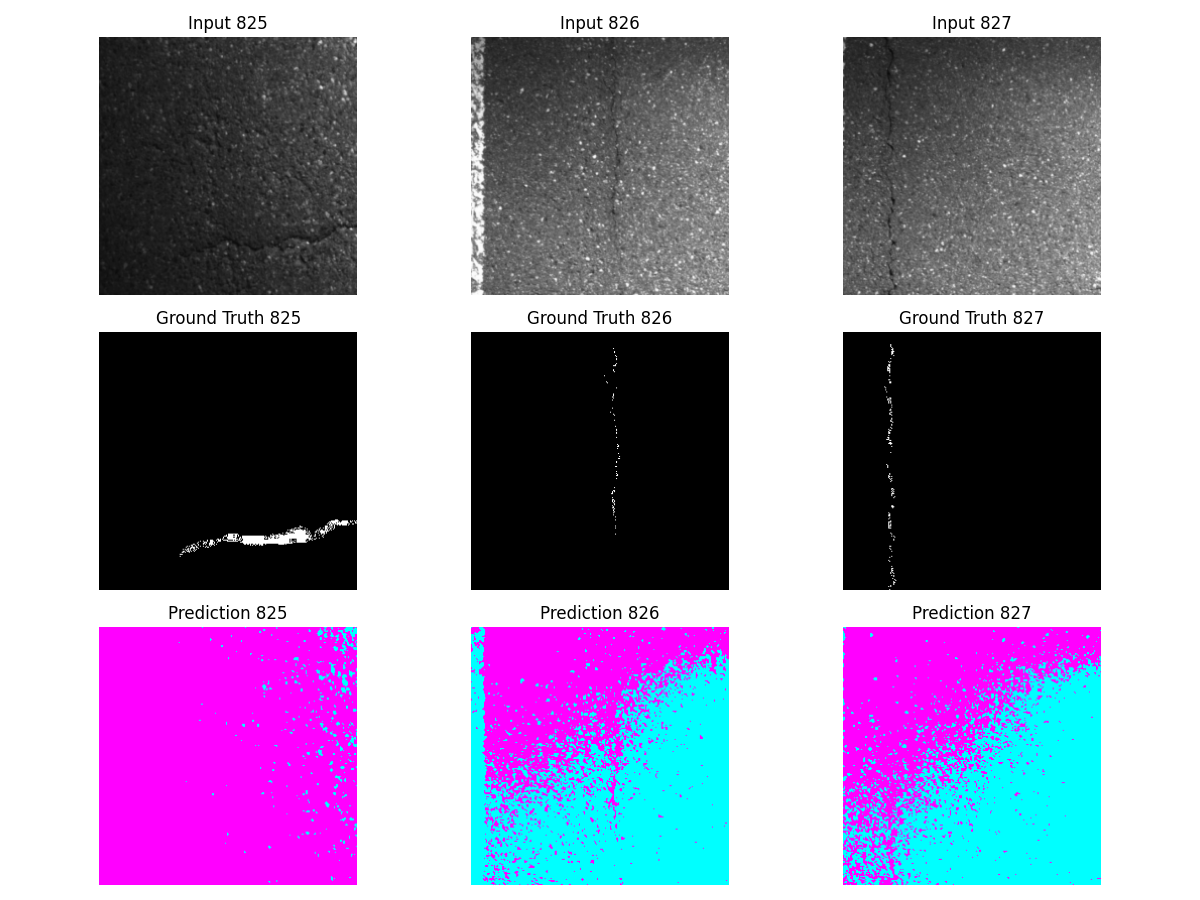 Input 825
Input 826
Input 827
Ground Truth 825
Ground Truth 826
Ground Truth 827
Prediction 825
Prediction 826
Prediction 827